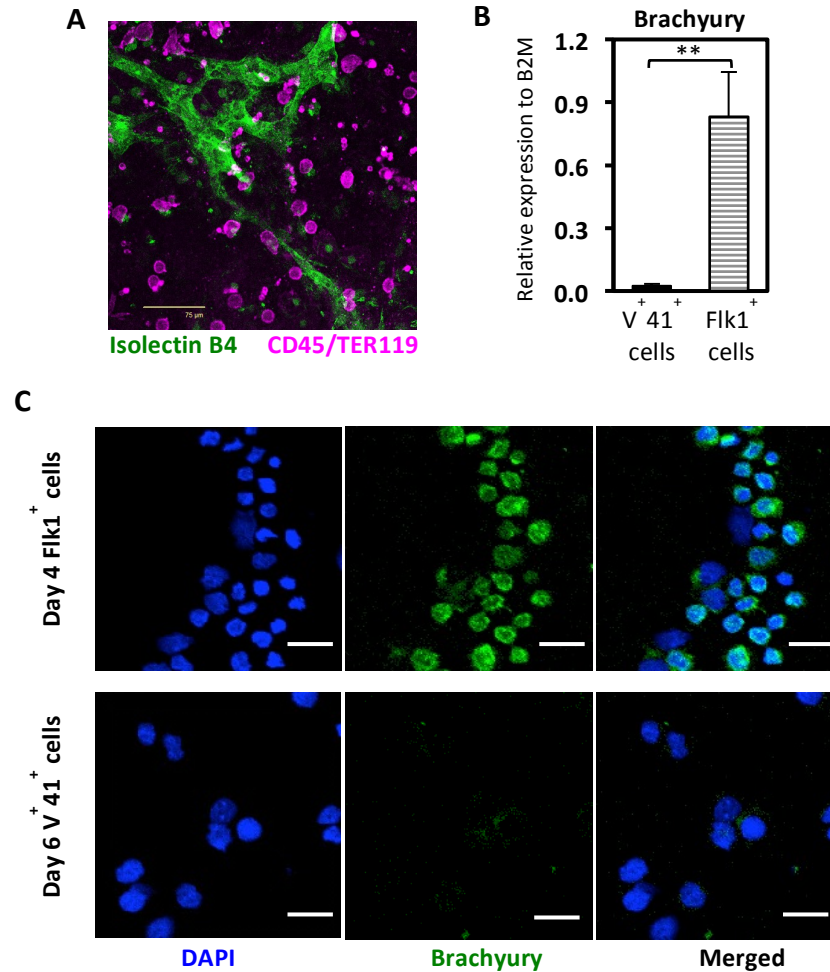 A
75 µm
Isolectin B4 CD45/TER119
B
Brachyury
Relative expression to B2M
**
1.2
0.9
0.6
0.3
0.0
V⁺41⁺ Flk1⁺
cells cells
C
Day 4 Flk1⁺ cells
Day 6 V⁺41⁺ cells
DAPI Brachyury Merged